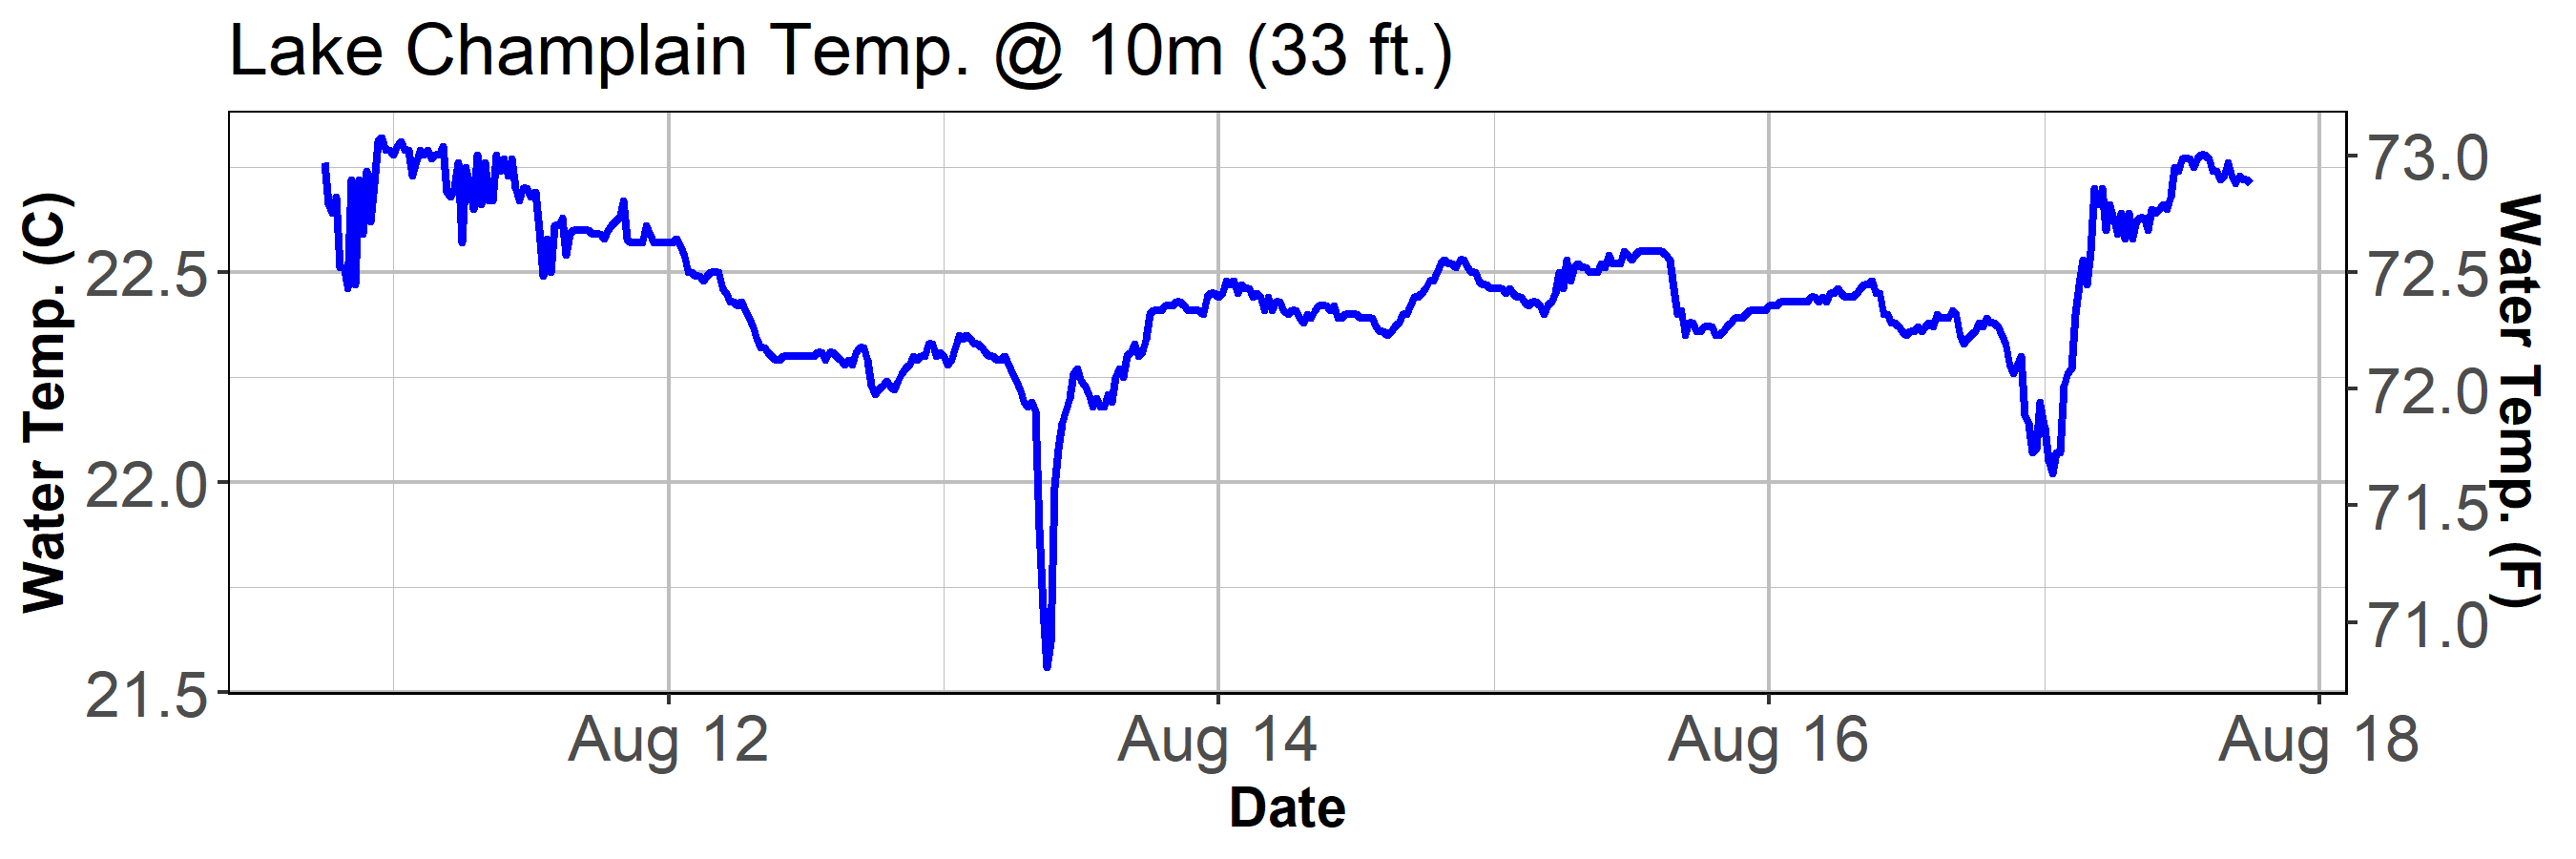 Lake Champlain Temp. @ 10m (33 ft.)
Water Temp. (C)
22.5
22.0
21.5
73.0
72.5
72.0
71.5
71.0
Water Temp. (F)
Aug 12 Aug 14 Aug 16 Aug 18
Date